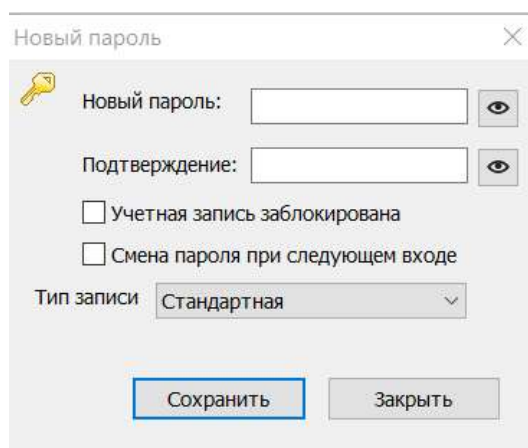 Новый пароль
Новый пароль:
Подтверждение:
Учетная запись заблокирована
Смена пароля при следующем входе
Тип записи Стандартная
Сохранить Закрыть